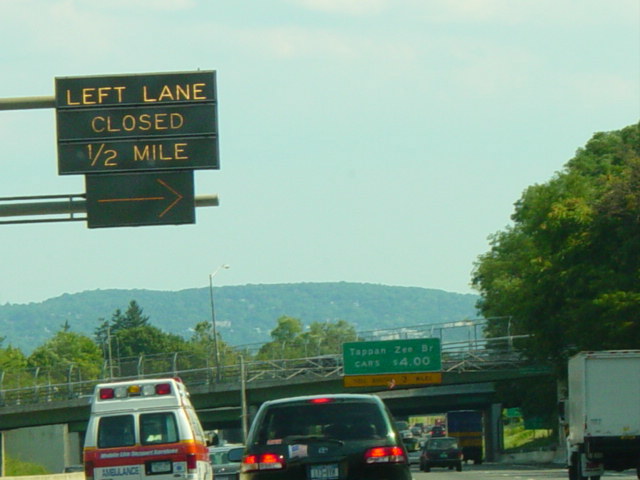 LEFT LANE
CLOSED
1/2 MILE
Tappan Zee Br
CARS $4.00
AMBULANCE